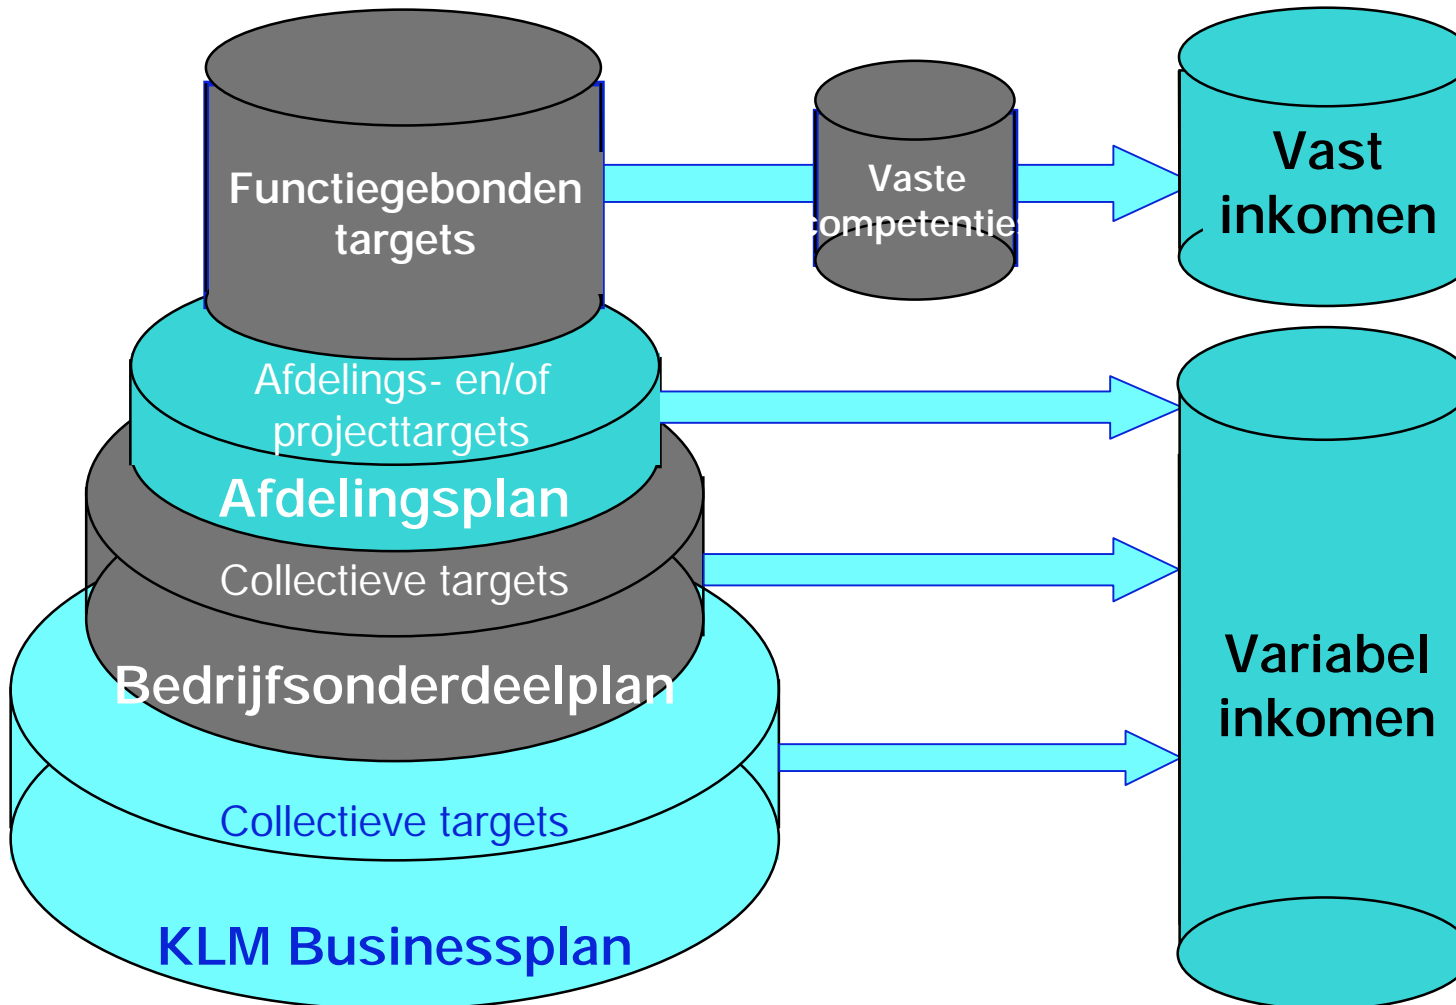 Functiegebonden
targets
Vaste
competenties
Vast
inkomen
Afdelings- en/of
projecttargets
Afdelingsplan
Collectieve targets
Bedrijfsonderdeelplan
Variabel
inkomen
Collectieve targets
KLM Businessplan